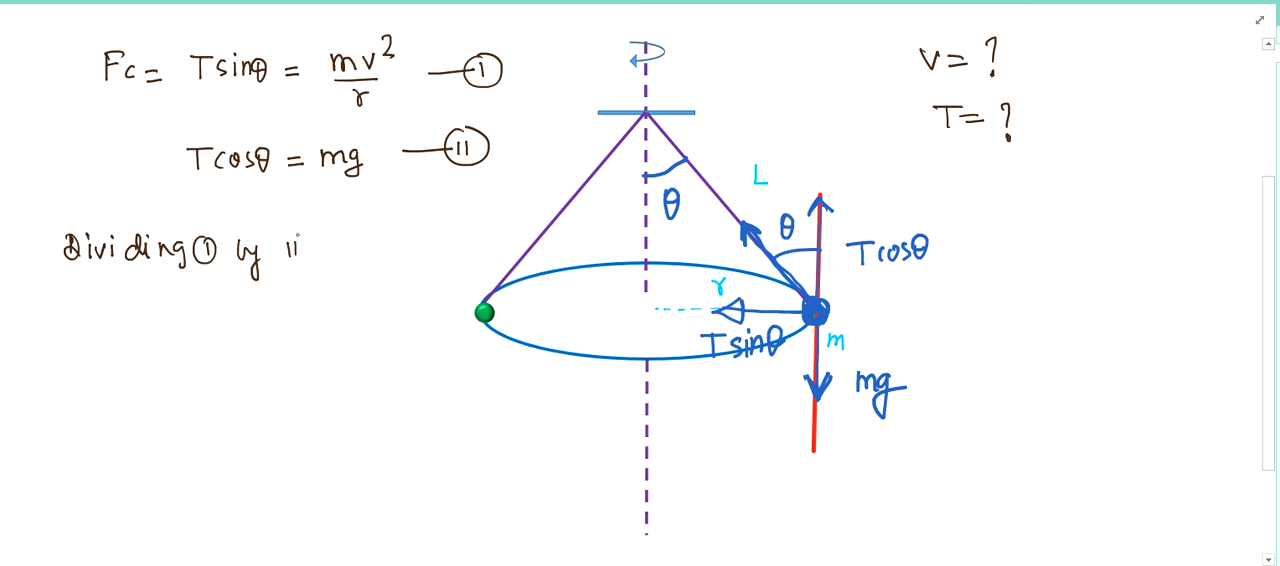 Fc = Tsinθ = mv²/r —(I)
Tcosθ = mg —(II)
Dividing (I) by II
v = ?
T = ?
θ
L
θ
Tcosθ
r
Tsinθ
m
mg